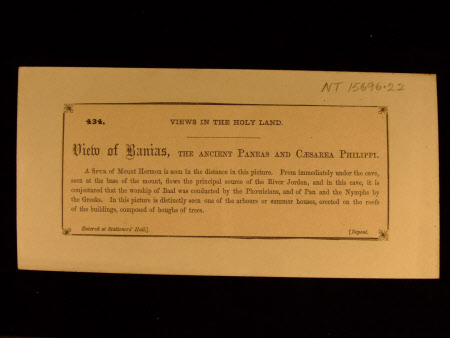 NT 15696.22
434.
VIEWS IN THE HOLY LAND.
View of Banias, THE ANCIENT PANEAS AND CÆSAREA PHILIPPI.
A SPUR of Mount Hermon is seen in the distance in this picture. From immediately under the cave,
seen at the base of the mount, flows the principal source of the River Jordan, and in this cave, it is
conjectured that the worship of Baal was conducted by the Phœnicians, and of Pan and the Nymphs by
the Greeks. In this picture is distinctly seen one of the arbours or summer houses, erected on the roofs
of the buildings, composed of boughs of trees.
Entered at Stationers' Hall.]
[Deposé.